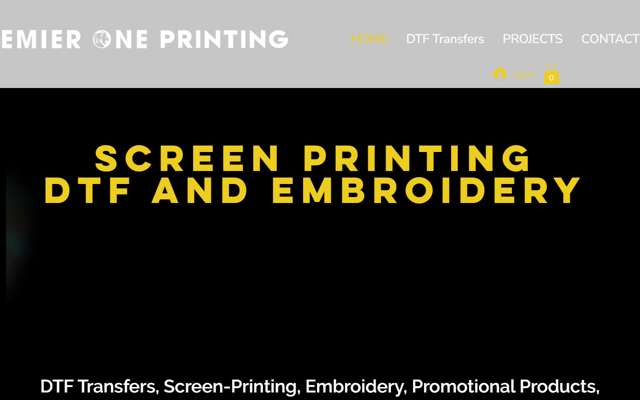 EMIER ONE PRINTING
HOME DTF Transfers PROJECTS CONTACT
0
SCREEN PRINTING
DTF AND EMBROIDERY
DTF Transfers, Screen-Printing, Embroidery, Promotional Products,